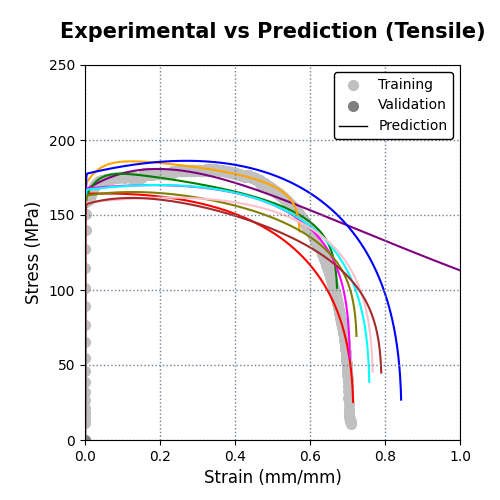 Experimental vs Prediction (Tensile)
250
200
150
100
50
0
Stress (MPa)
Training
Validation
Prediction
0.0 0.2 0.4 0.6 0.8 1.0
Strain (mm/mm)